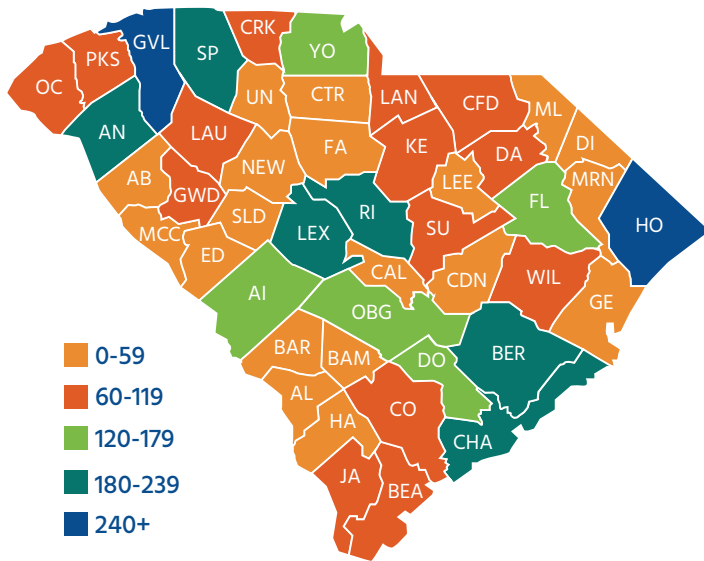 CRK
GVL
SP
YO
PKS
OC
UN
CTR
LAN
CFD
ML
AN
LAU
DI
FA
KE
DA
AB
NEW
LEE
MRN
GWD
FL
SLD
RI
HO
MCC
LEX
SU
ED
CAL
CDN
WIL
AI
GE
OBG
BAR
BAM
DO
BER
AL
CO
HA
CHA
JA
BEA
0-59
60-119
120-179
180-239
240+